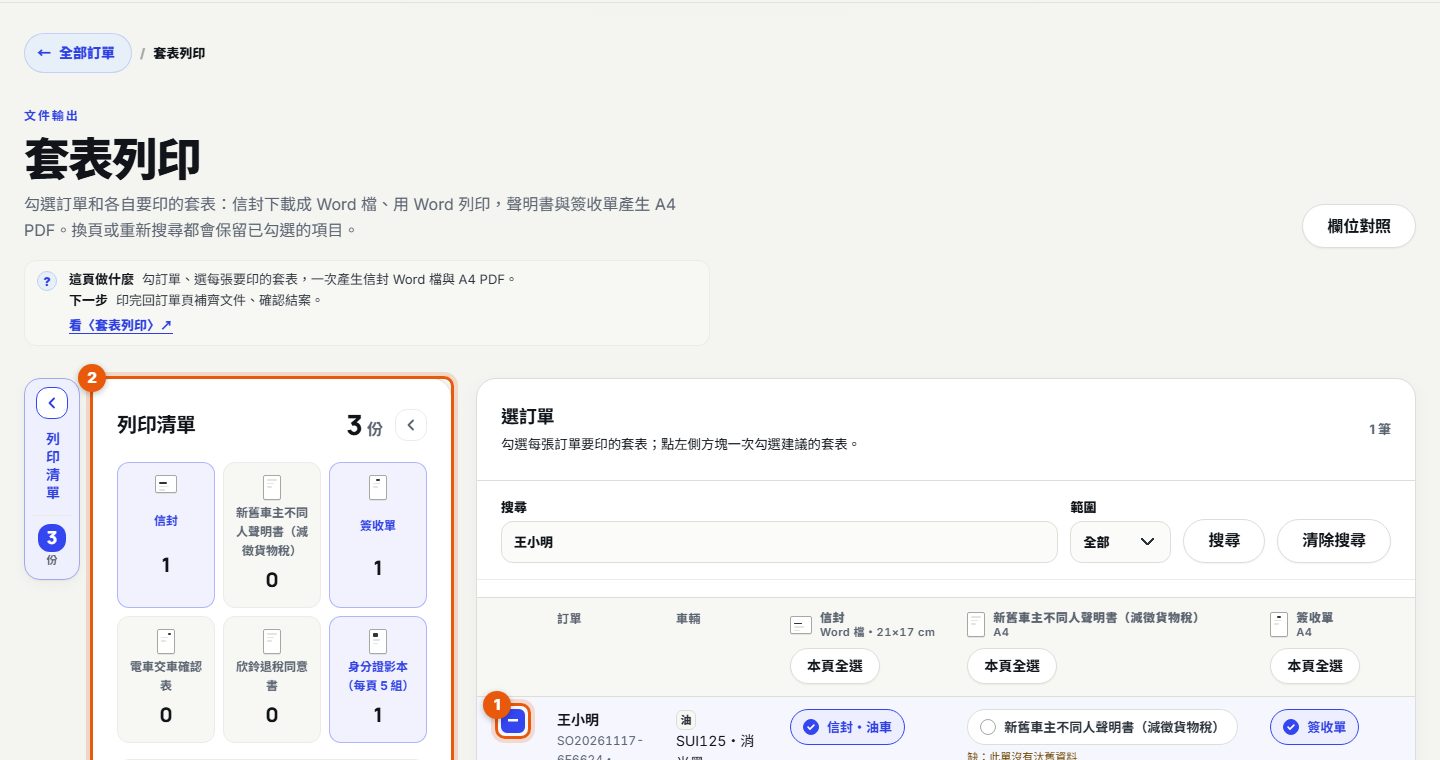 ← 全部訂單 / 套表列印
文件輸出
套表列印
勾選訂單和各自要印的套表：信封下載成 Word 檔、用 Word 列印，聲明書與簽收單產生 A4
PDF。換頁或重新搜尋都會保留已勾選的項目。
欄位對照
? 這頁做什麼 勾訂單、選每張要印的套表，一次產生信封 Word 檔與 A4 PDF。
下一步 印完回訂單頁補齊文件、確認結案。
看〈套表列印〉↗
列印清單
3
份
2
列印清單
3 份
信封
1
新舊車主不同
人聲明書（減
徵貨物稅）
0
簽收單
1
電車交車確認
表
0
欣鈴退稅同意
書
0
身分證影本
（每頁 5 組）
1
選訂單
勾選每張訂單要印的套表；點左側方塊一次勾選建議的套表。
1 筆
搜尋
王小明
範圍
全部
搜尋
清除搜尋
訂單
車輛
信封
Word 檔・21×17 cm
本頁全選
新舊車主不同人聲明書（減徵貨物稅）
A4
本頁全選
簽收單
A4
本頁全選
1
王小明
SO20261117-
油
SUI125・消
信封・油車
新舊車主不同人聲明書（減徵貨物稅）
缺：此單沒有汰舊資料
簽收單